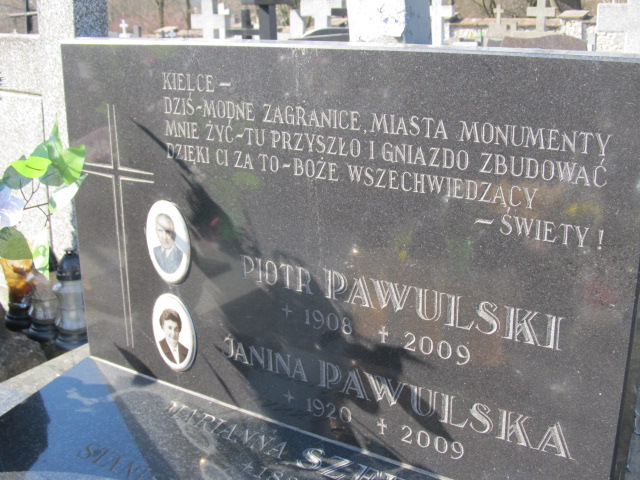 KIELCE –
DZIŚ-MODNE ZAGRANICE, MIASTA MONUMENTY
MNIE ŻYĆ-TU PRZYSZŁO I GNIAZDO ZBUDOWAĆ
DZIĘKI CI ZA TO-BOŻE WSZECHWIEDZĄCY
– ŚWIĘTY!
PIOTR PAWULSKI
+ 1908 + 2009
JANINA PAWULSKA
+ 1920 + 2009
MARIANNA